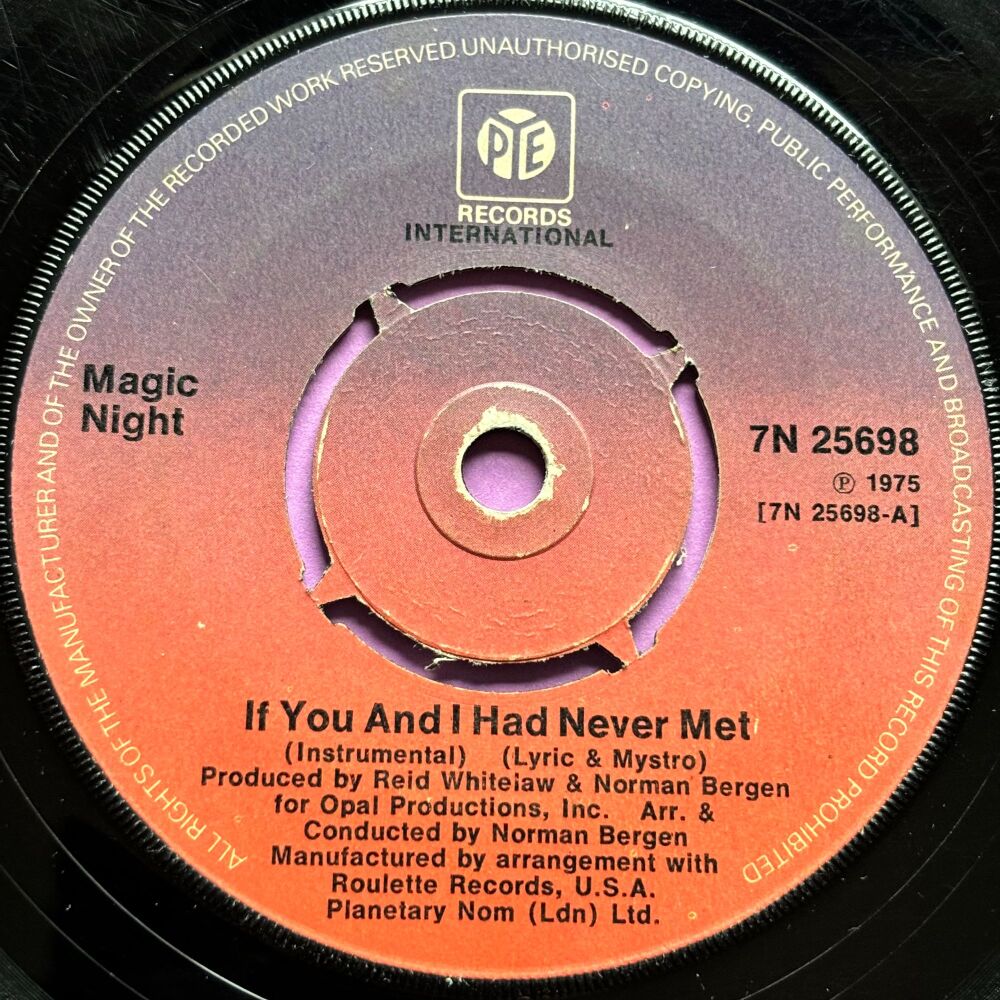 ALL RIGHTS OF THE MANUFACTURER AND OF THE OWNER OF THE RECORDED WORK RESERVED. UNAUTHORISED COPYING, PUBLIC PERFORMANCE AND BROADCASTING OF THIS RECORD PROHIBITED
PYE
RECORDS
INTERNATIONAL
Magic
Night
7N 25698
℗ 1975
[7N 25698-A]
If You And I Had Never Met
(Instrumental) (Lyric & Mystro)
Produced by Reid Whitelaw & Norman Bergen
for Opal Productions, Inc. Arr. &
Conducted by Norman Bergen
Manufactured by arrangement with
Roulette Records, U.S.A.
Planetary Nom (Ldn) Ltd.